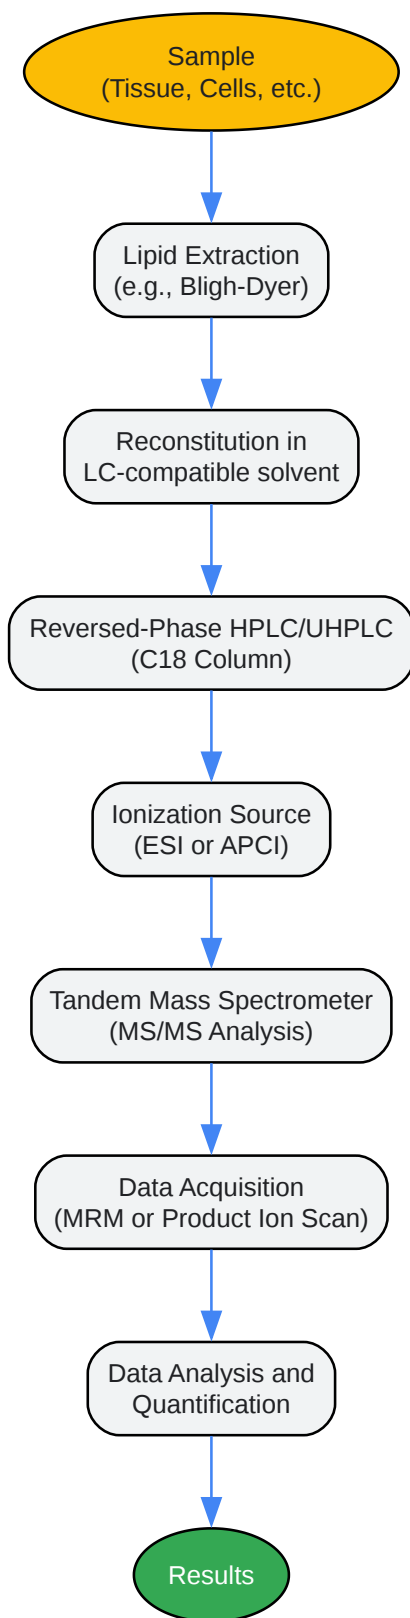 Sample
(Tissue, Cells, etc.)
Lipid Extraction
(e.g., Bligh-Dyer)
Reconstitution in
LC-compatible solvent
Reversed-Phase HPLC/UHPLC
(C18 Column)
Ionization Source
(ESI or APCI)
Tandem Mass Spectrometer
(MS/MS Analysis)
Data Acquisition
(MRM or Product Ion Scan)
Data Analysis and
Quantification
Results